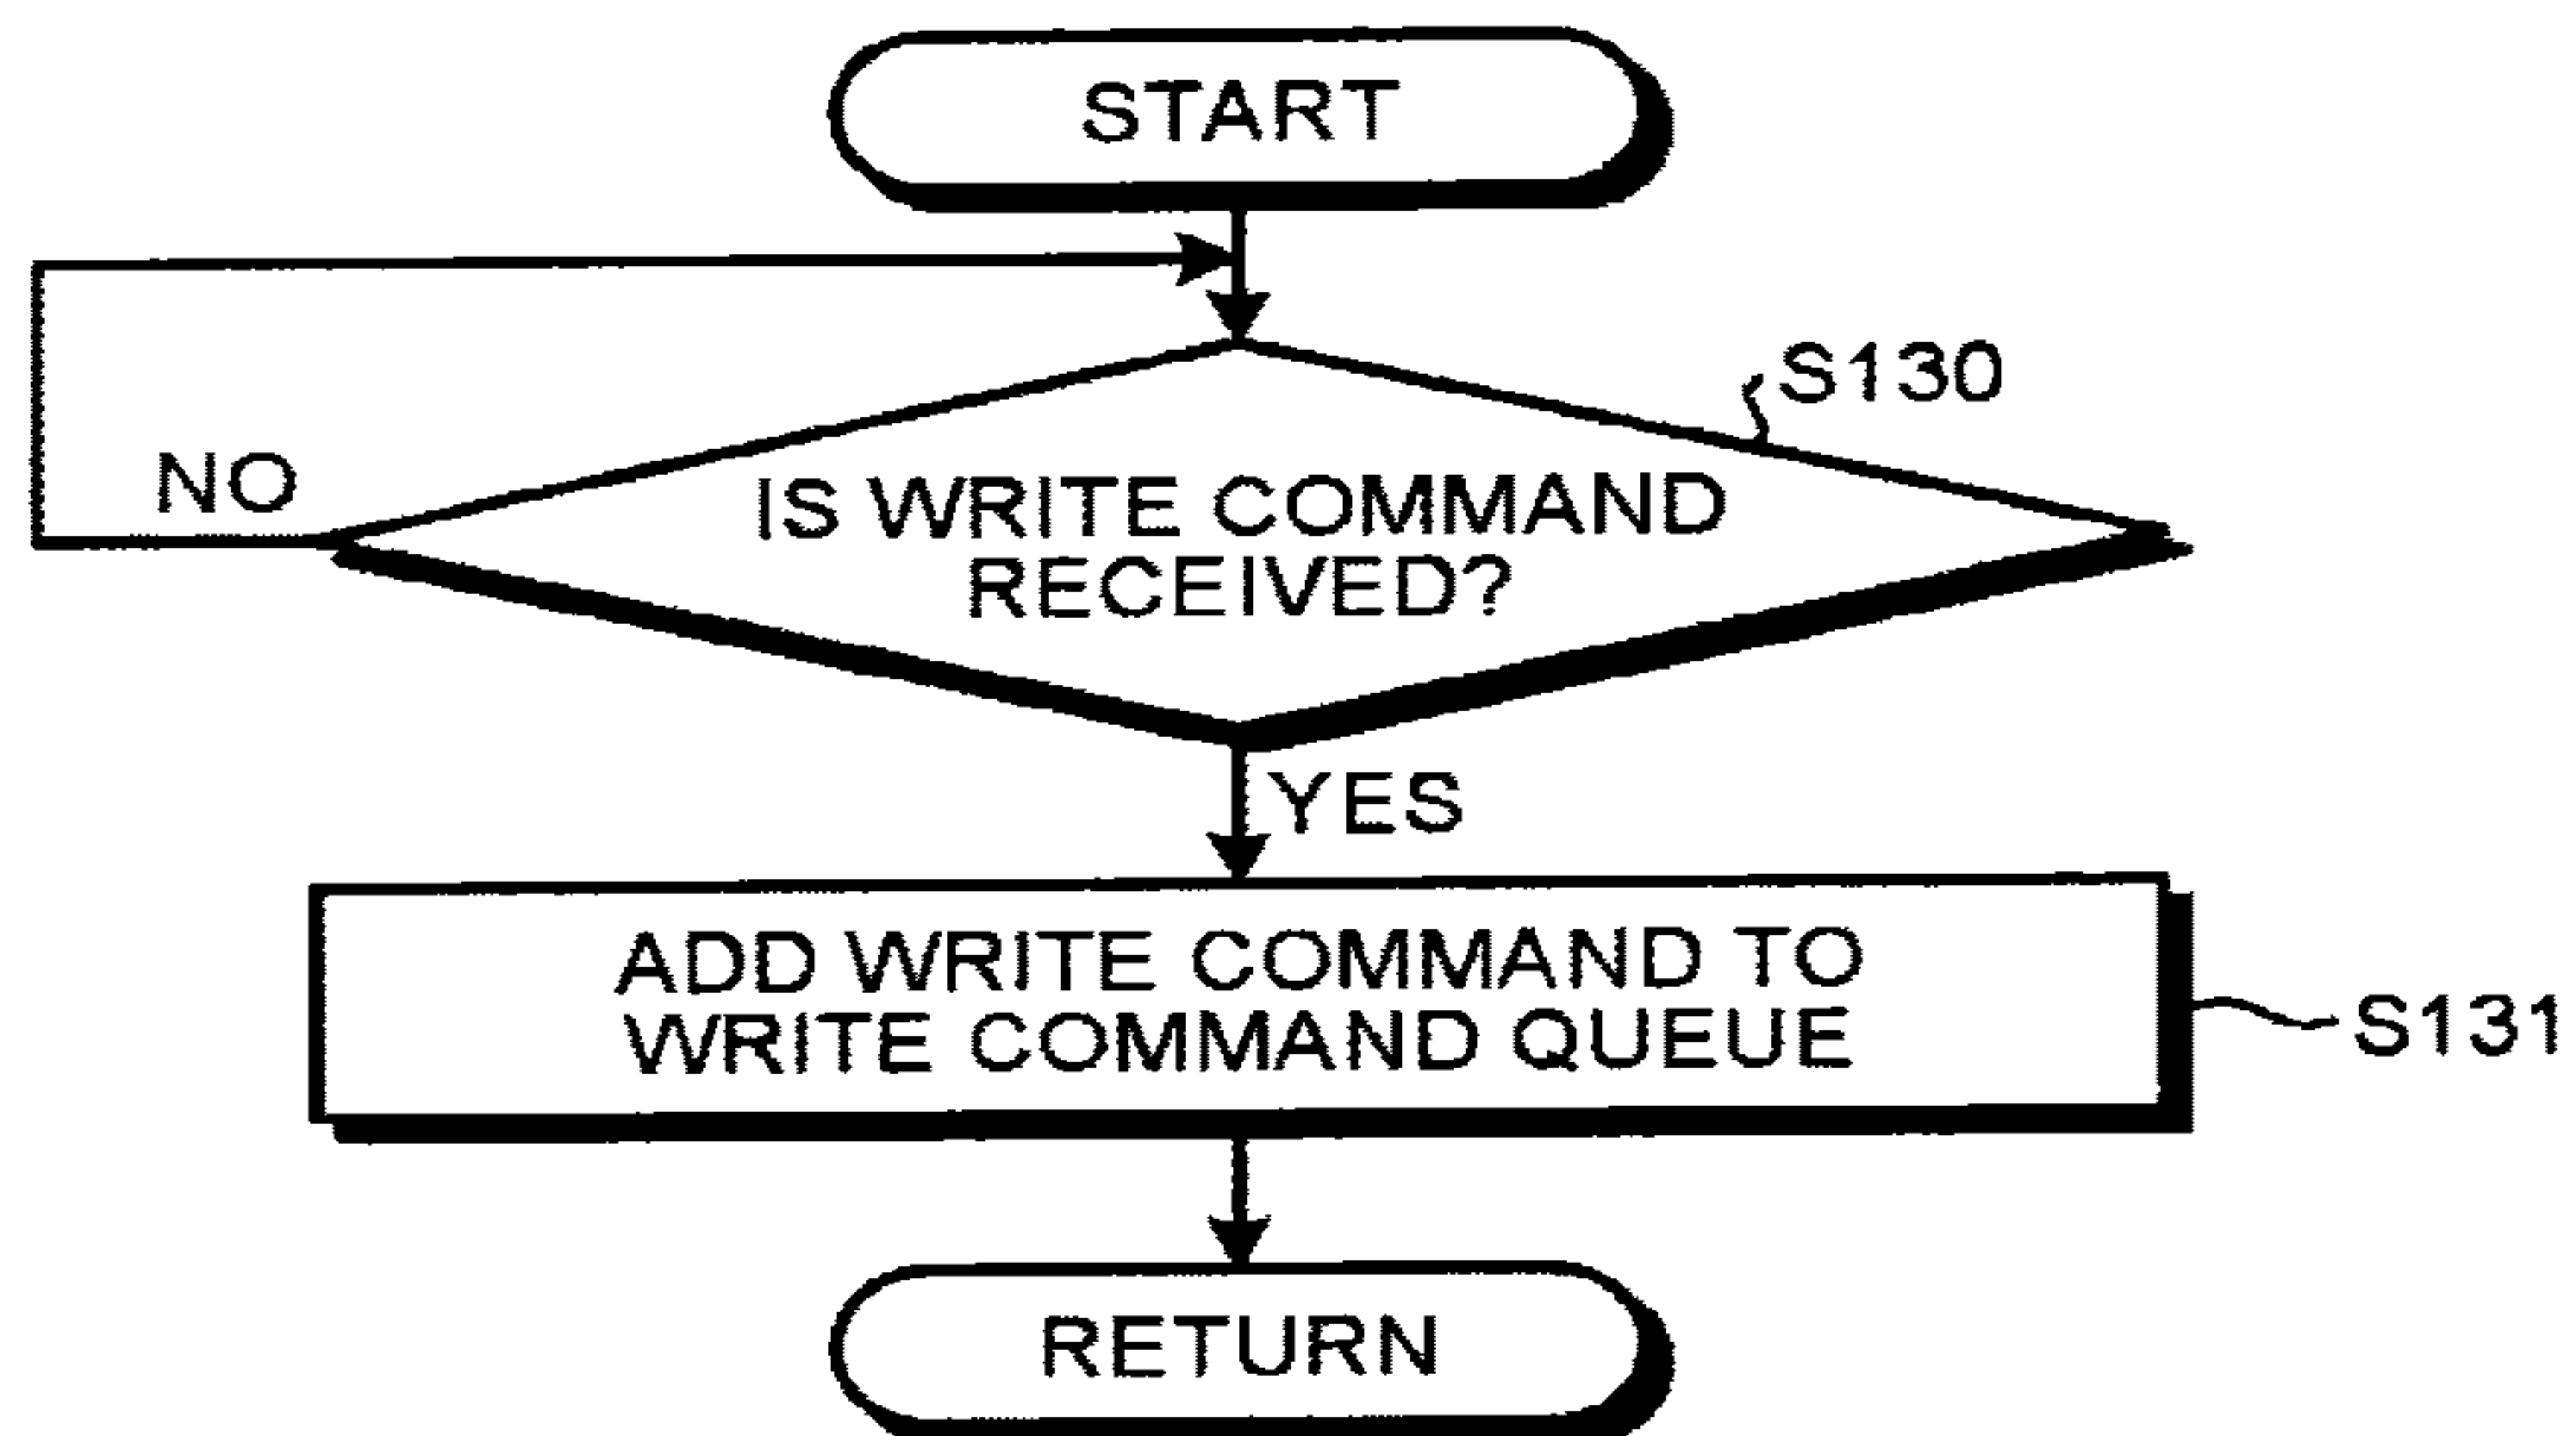 START
S130
NO
IS WRITE COMMAND
RECEIVED?
YES
ADD WRITE COMMAND TO
WRITE COMMAND QUEUE
S131
RETURN